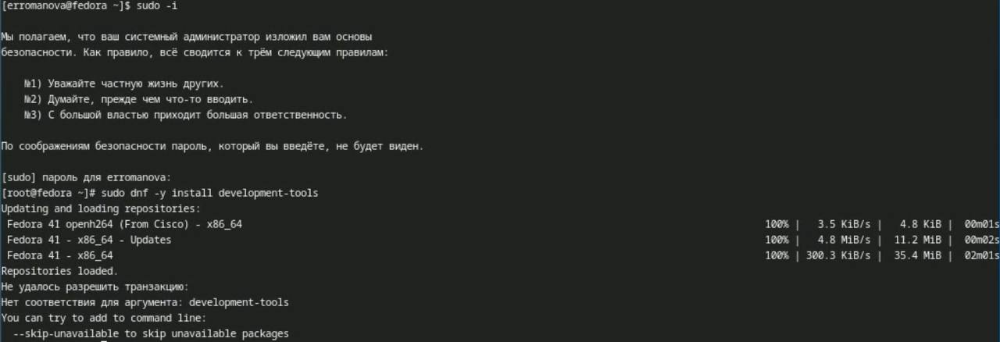 [erromanova@fedora ~]$ sudo -i
Мы полагаем, что ваш системный администратор изложил вам основы
безопасности. Как правило, всё сводится к трём следующим правилам:
№1) Уважайте частную жизнь других.
№2) Думайте, прежде чем что-то вводить.
№3) С большой властью приходит большая ответственность.
По соображениям безопасности пароль, который вы введёте, не будет виден.
[sudo] пароль для erromanova:
[root@fedora ~]# sudo dnf -y install development-tools
Updating and loading repositories:
Fedora 41 openh264 (From Cisco) - x86_64 100% | 3.5 KiB/s | 4.8 KiB | 00m01s
Fedora 41 - x86_64 - Updates 100% | 4.8 MiB/s | 11.2 MiB | 00m02s
Fedora 41 - x86_64 100% | 300.3 KiB/s | 35.4 MiB | 02m01s
Repositories loaded.
Не удалось разрешить транзакцию:
Нет соответствия для аргумента: development-tools
You can try to add to command line:
--skip-unavailable to skip unavailable packages